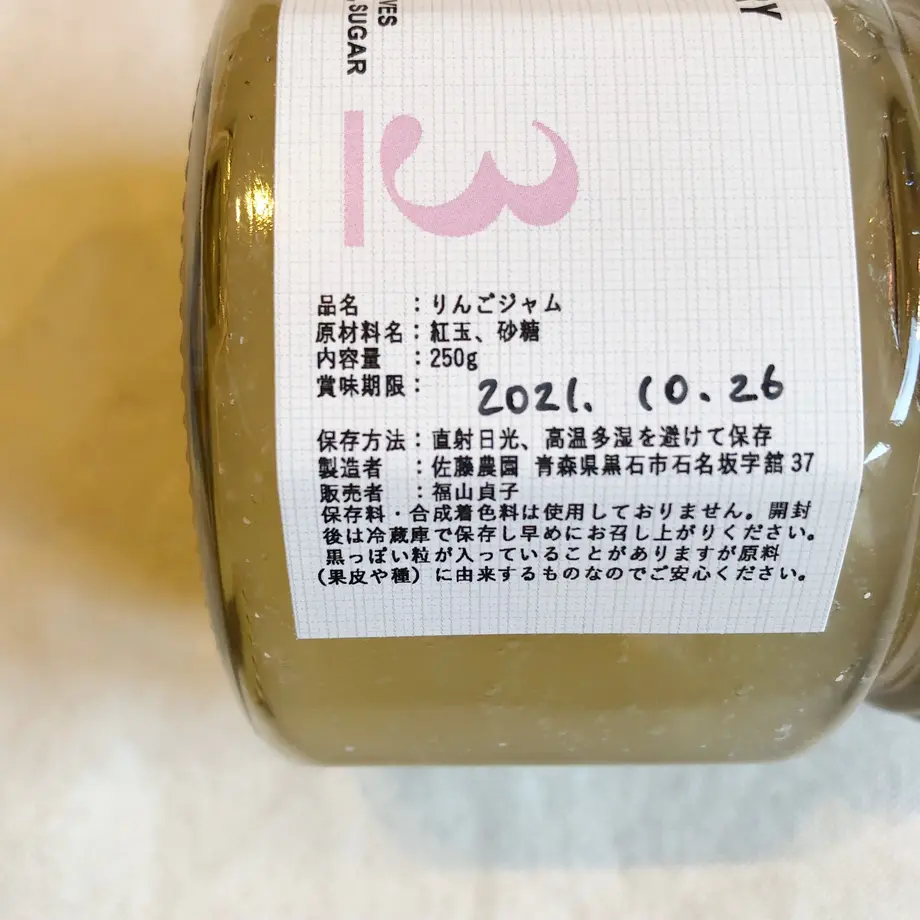 VES
SUGAR
Y
品名　：りんごジャム
原材料名：紅玉、砂糖
内容量　：250g
賞味期限：2021. 10. 26
保存方法：直射日光、高温多湿を避けて保存
製造者　：佐藤農園 青森県黒石市石名坂字舘 37
販売者　：福山貞子
保存料・合成着色料は使用しておりません。開封
後は冷蔵庫で保存し早めにお召し上がりください。
黒っぽい粒が入っていることがありますが原料
（果皮や種）に由来するものなのでご安心ください。